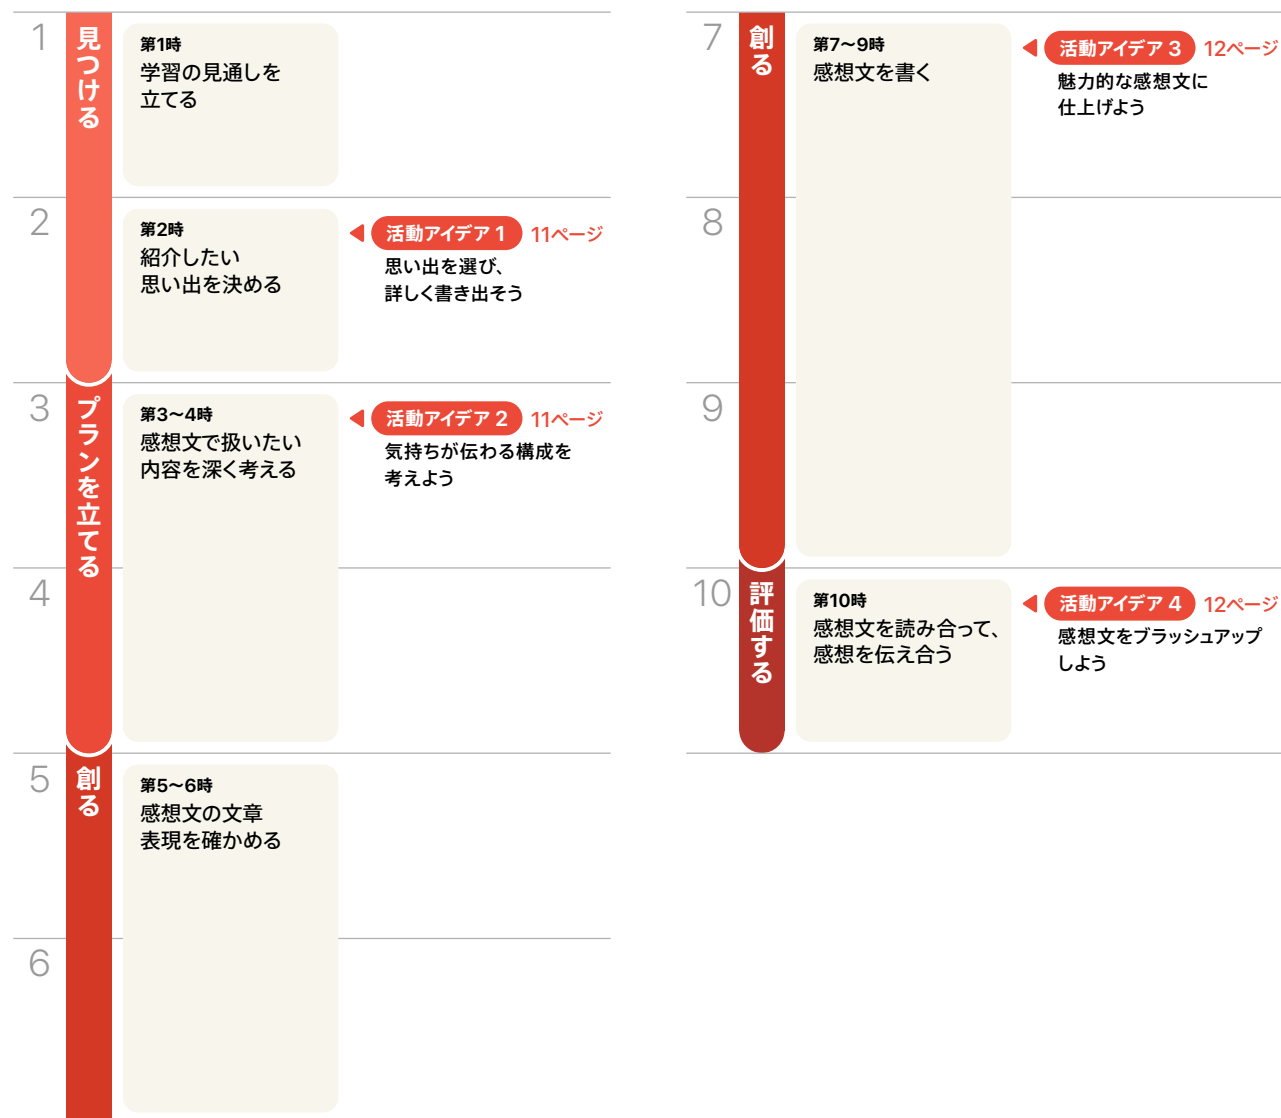 1
見つける
第1時
学習の見通しを
立てる
2
第2時
紹介したい
思い出を決める
活動アイデア 1 11ページ
思い出を選び、
詳しく書き出そう
3
プランを立てる
第3〜4時
感想文で扱いたい
内容を深く考える
活動アイデア 2 11ページ
気持ちが伝わる構成を
考えよう
4
5
創る
第5〜6時
感想文の文章
表現を確かめる
6
7
創る
第7〜9時
感想文を書く
活動アイデア 3 12ページ
魅力的な感想文に
仕上げよう
8
9
10
評価する
第10時
感想文を読み合って、
感想を伝え合う
活動アイデア 4 12ページ
感想文をブラッシュアップ
しよう